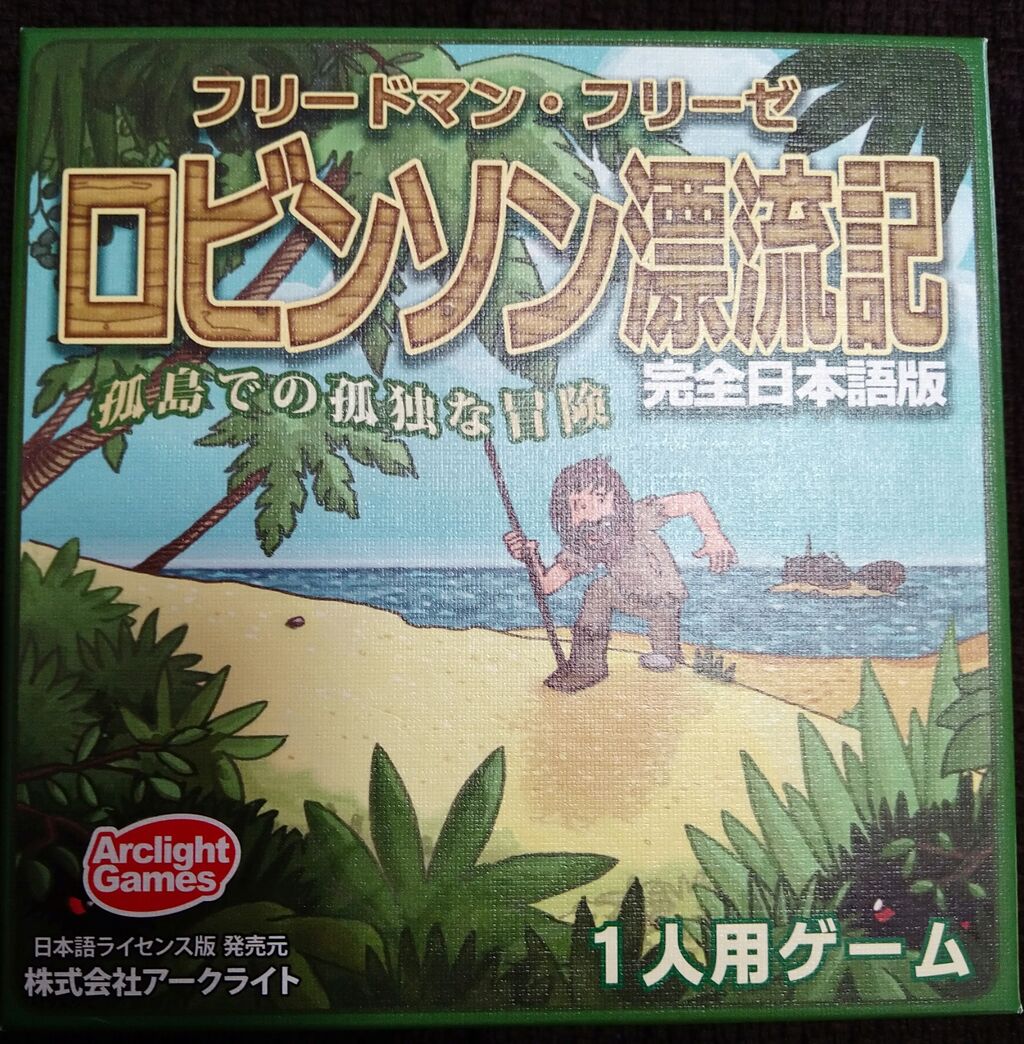 フリードマン・フリーゼ
ロビンソン漂流記
完全日本語版
孤島での孤独な冒険
Arclight
Games
日本語ライセンス版 発売元
株式会社アークライト
1人用ゲーム